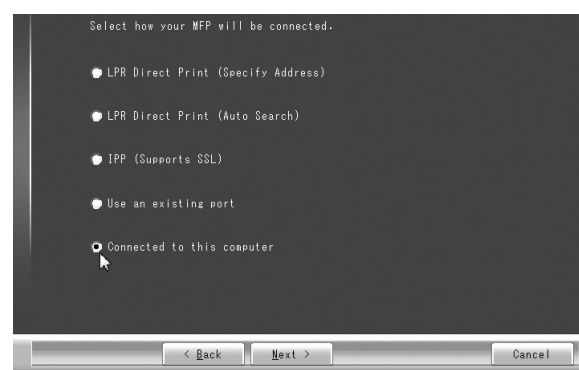 Select how your MFP will be connected.
LPR Direct Print (Specify Address)
LPR Direct Print (Auto Search)
IPP (Supports SSL)
Use an existing port
Connected to this computer
< Back Next > Cancel